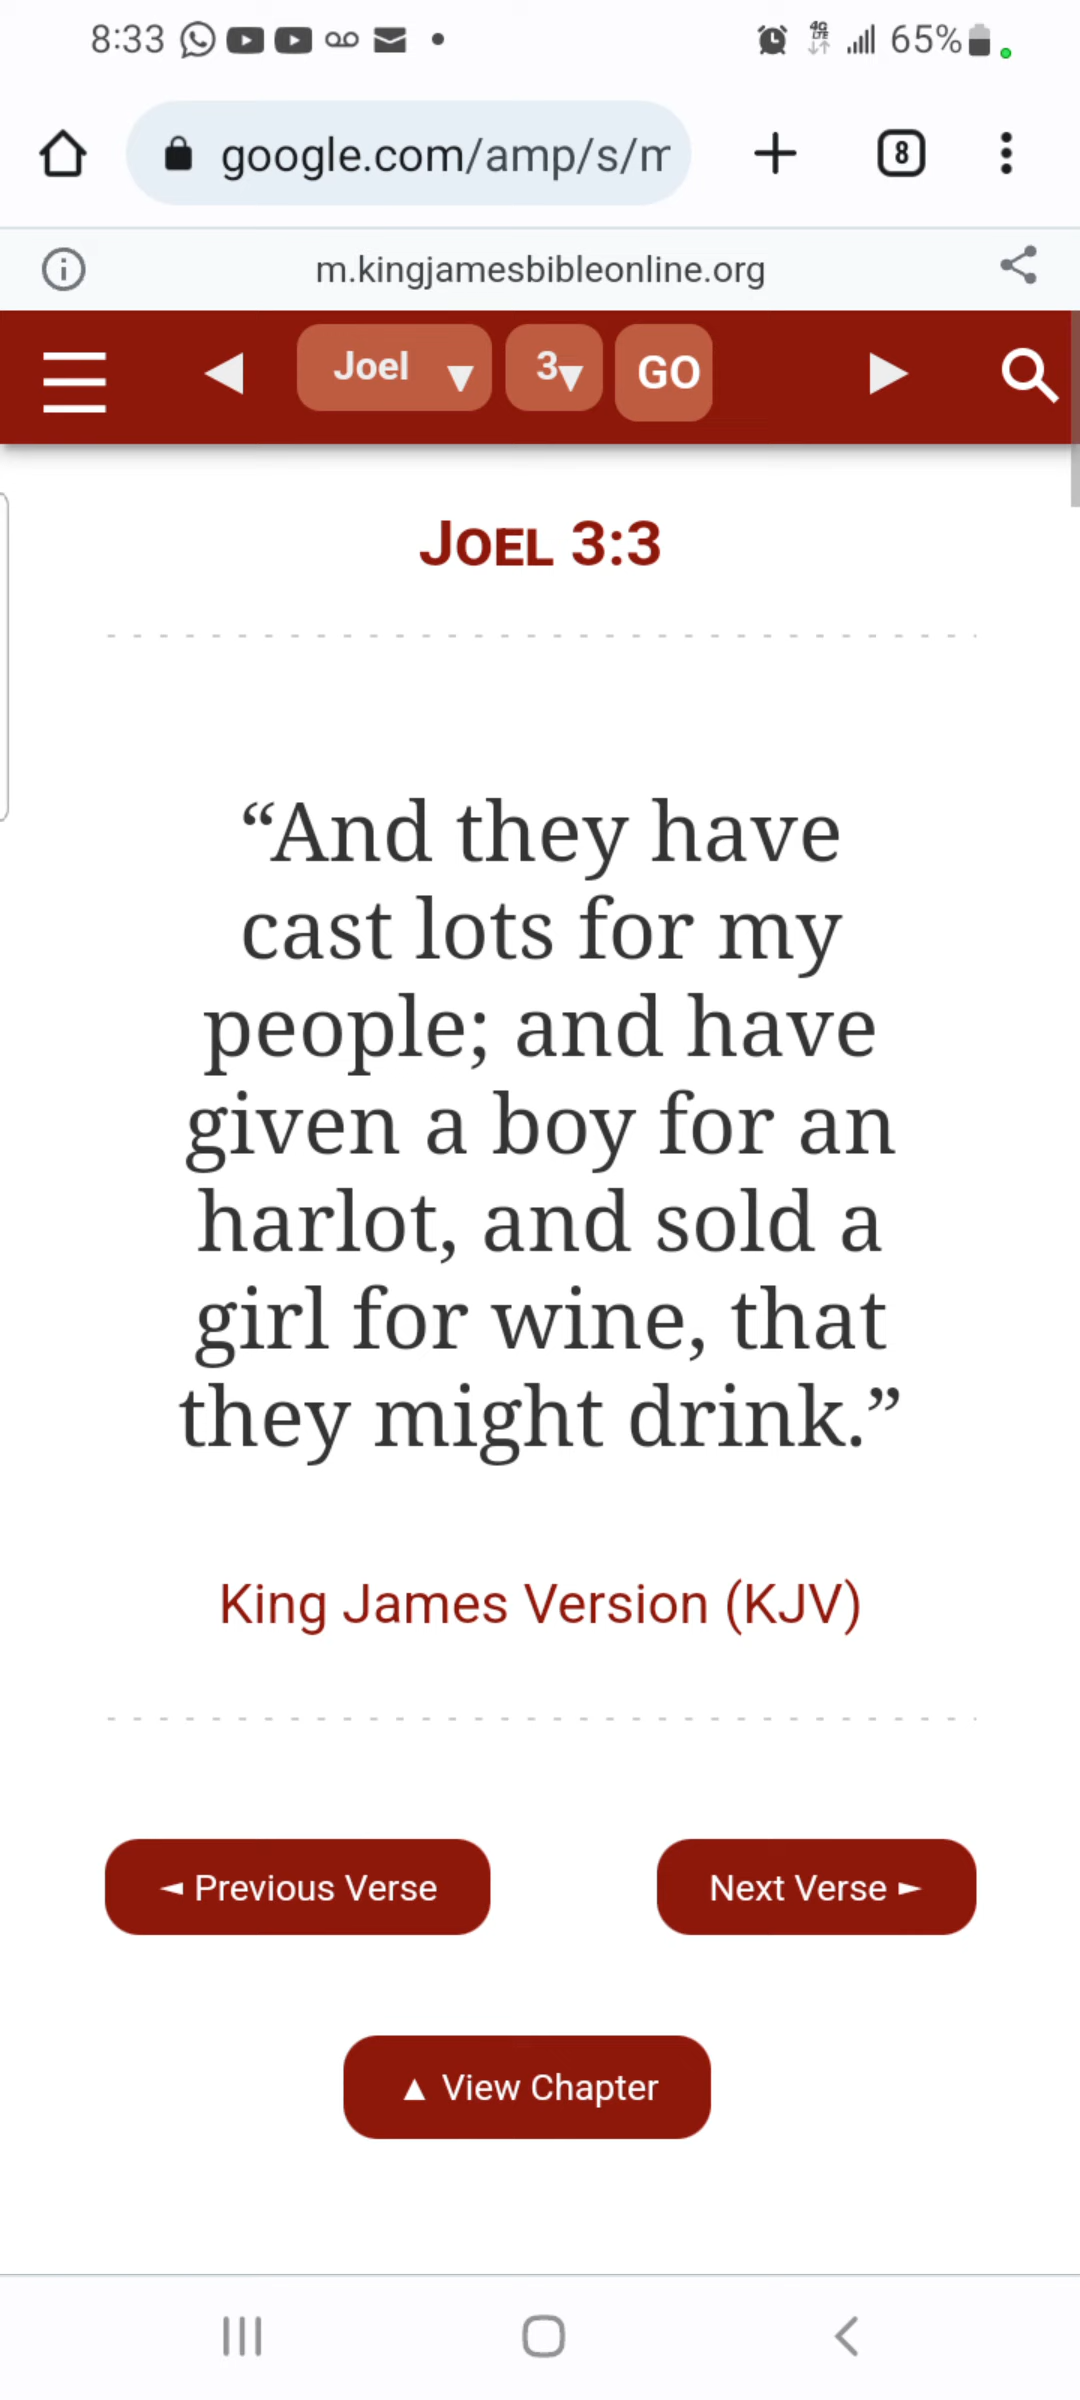 8:33
4G
LTE
65%
google.com/amp/s/m
8
m.kingjamesbibleonline.org
Joel ▼ 3▼ GO
JOEL 3:3
“And they have
cast lots for my
people; and have
given a boy for an
harlot, and sold a
girl for wine, that
they might drink.”
King James Version (KJV)
◄ Previous Verse
Next Verse ►
▲ View Chapter